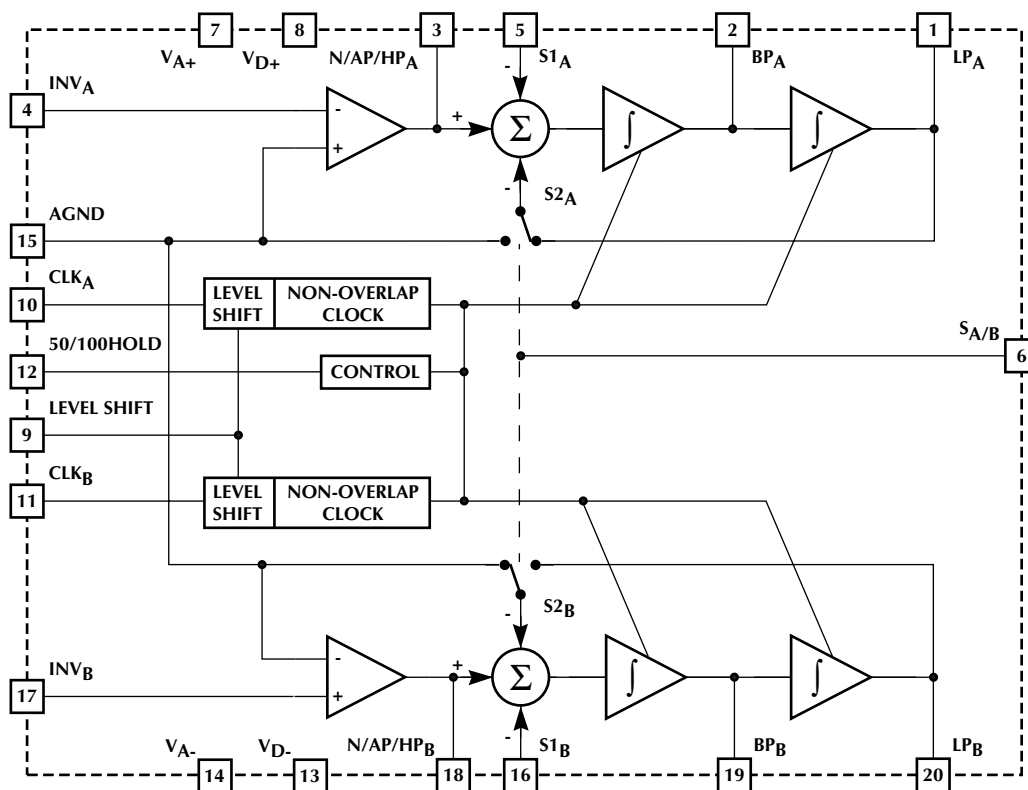 7 8 3 5 2 1
VA+ VD+ N/AP/HPA S1A BPA LPA
INVA
4
-
+
+
-
Σ
∫
∫
-
S2A
AGND
15
CLKA
10
LEVEL SHIFT
NON-OVERLAP CLOCK
SA/B
6
50/100HOLD
12
CONTROL
LEVEL SHIFT
9
CLKB
11
LEVEL SHIFT
NON-OVERLAP CLOCK
S2B
-
INVB
17
-
+
+
Σ
∫
∫
-
VA- VD- N/AP/HPB S1B BPB LPB
14 13 18 16 19 20